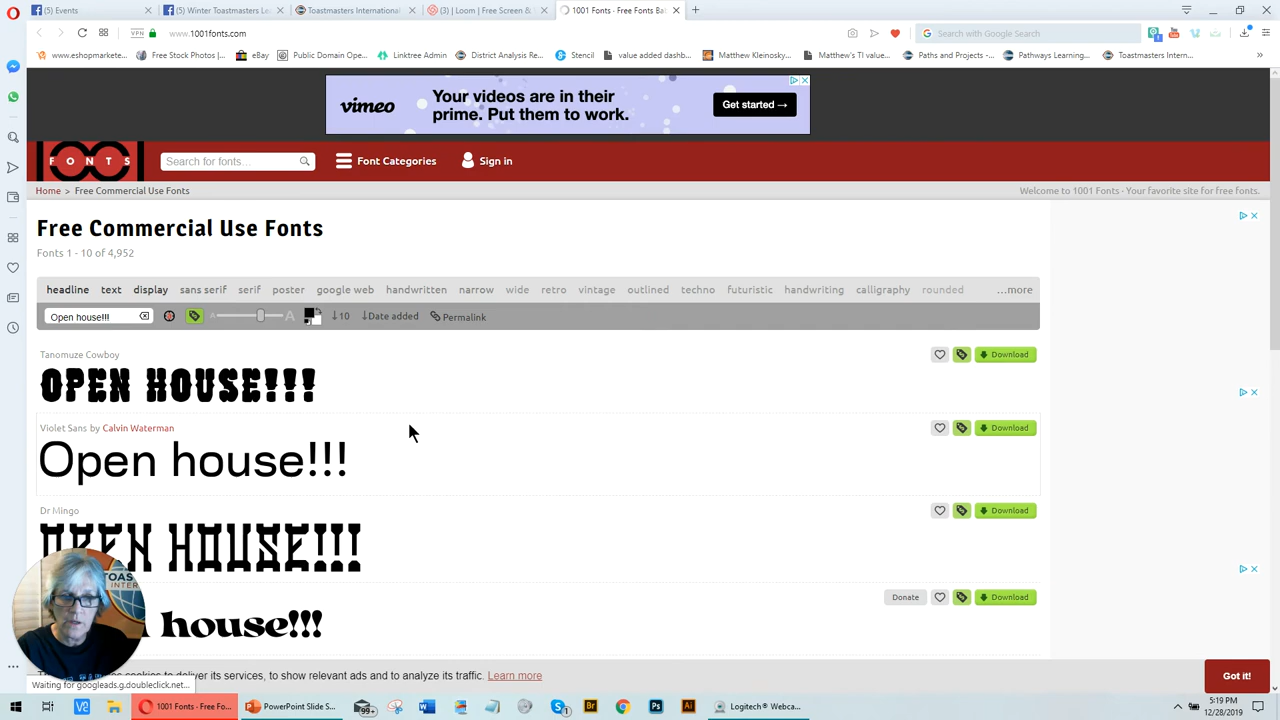 (5) Events
(5) Winter Toastmasters Le
Toastmasters International
(3) | Loom | Free Screen & 
1001 Fonts - Free Fonts Ba
VPN
www.1001fonts.com
Search with Google Search
www.eshopmarkete...
Free Stock Photos |...
eBay
Public Domain Ope...
Linktree Admin
District Analysis Re...
Stencil
value added dashb...
Matthew Kleinosky...
Matthew's TI value...
Paths and Projects -...
Pathways Learning...
Toastmasters Intern...
vimeo
Your videos are in their
prime. Put them to work.
Get started →
FONTS
Search for fonts...
Font Categories
Sign in
Home > Free Commercial Use Fonts
Welcome to 1001 Fonts - Your favorite site for free fonts.
Free Commercial Use Fonts
Fonts 1 - 10 of 4,952
headline text display sans serif serif poster google web handwritten narrow wide retro vintage outlined techno futuristic handwriting calligraphy rounded ...more
Open house!!!
A
A
↓10
↓Date added
Permalink
Tanomuze Cowboy
Download
OPEN HOUSE!!!
Violet Sans by Calvin Waterman
Download
Open house!!!
Dr Mingo
Download
OPEN HOUSE!!!
Donate
Download
house!!!
TOAS
INTER
cookies to deliver its services, to show relevant ads and to analyze its traffic. Learn more
Got it!
Waiting for googleads.g.doubleclick.net...
1001 Fonts - Free Fo...
PowerPoint Slide S...
99+
Logitech® Webca...
5:19 PM
12/28/2019